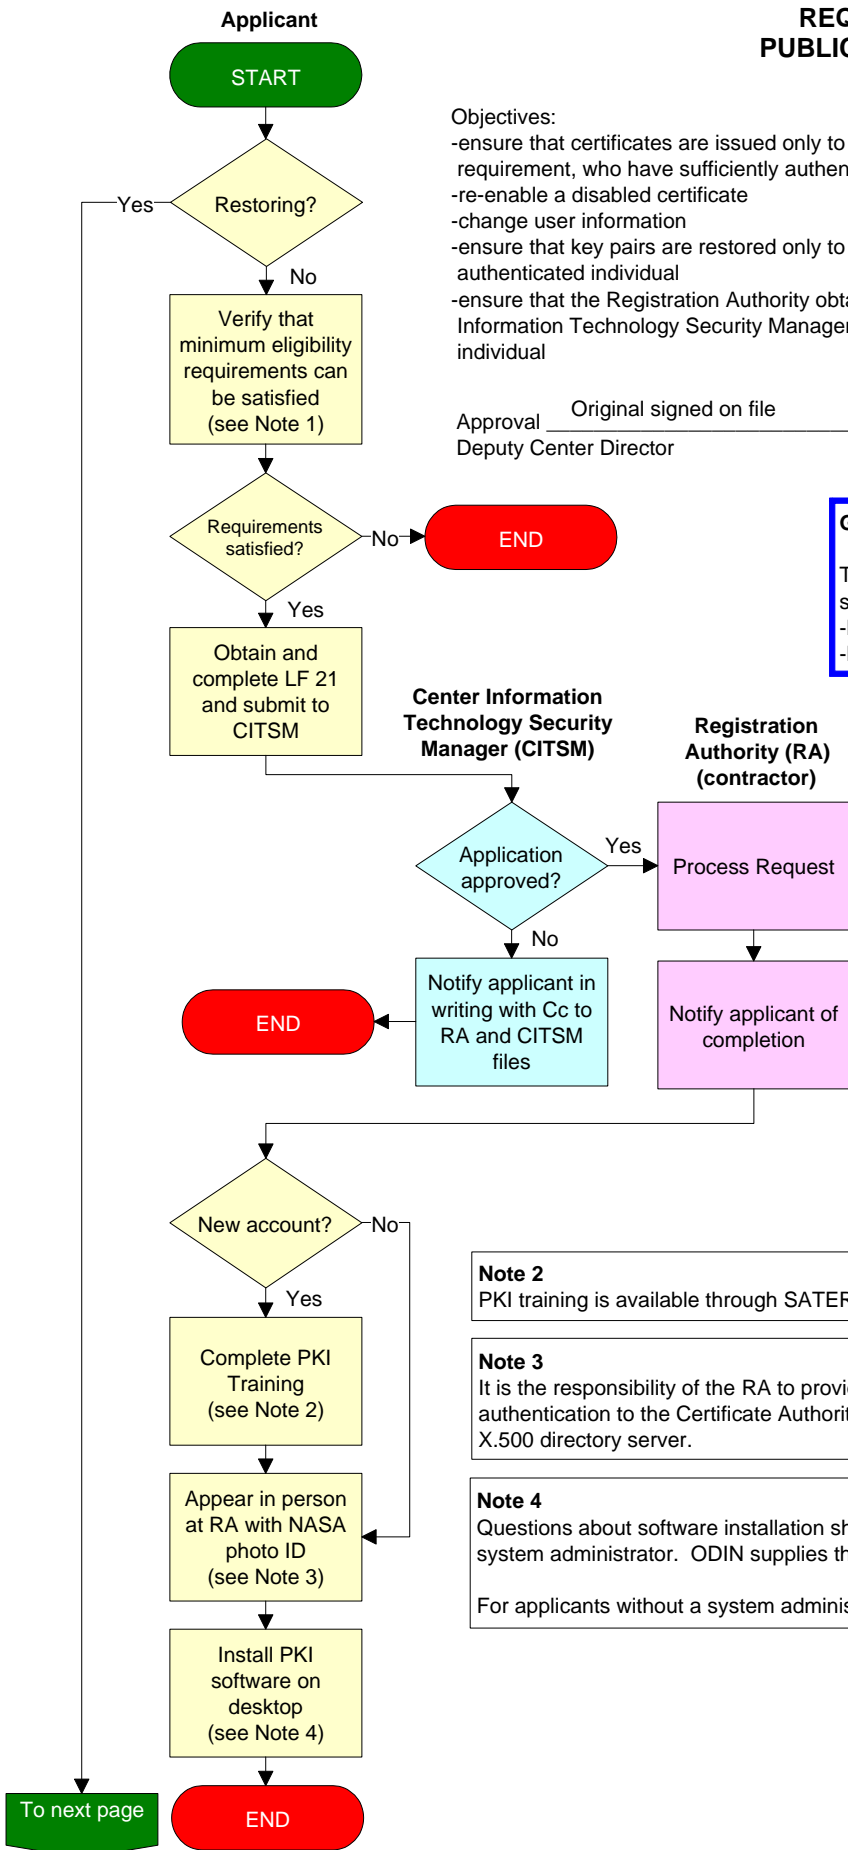 Applicant
REQ
PUBLIC
START
Objectives:
-ensure that certificates are issued only to
requirement, who have sufficiently authen
-re-enable a disabled certificate
-change user information
-ensure that key pairs are restored only to
authenticated individual
-ensure that the Registration Authority obta
Information Technology Security Manager
individual
Restoring?
Yes
No
Verify that
minimum eligibility
requirements can
be satisfied
(see Note 1)
Approval Original signed on file
Deputy Center Director
Requirements
satisfied?
No
END
Yes
Obtain and
complete LF 21
and submit to
CITSM
Center Information
Technology Security
Manager (CITSM)
Registration
Authority (RA)
(contractor)
Application
approved?
Yes
Process Request
No
Notify applicant in
writing with Cc to
RA and CITSM
files
END
Notify applicant of
completion
New account?
No
Yes
Complete PKI
Training
(see Note 2)
Note 2
PKI training is available through SATER
Note 3
It is the responsibility of the RA to provi
authentication to the Certificate Authorit
X.500 directory server.
Appear in person
at RA with NASA
photo ID
(see Note 3)
Note 4
Questions about software installation sh
system administrator. ODIN supplies th
For applicants without a system adminis
Install PKI
software on
desktop
(see Note 4)
To next page
END